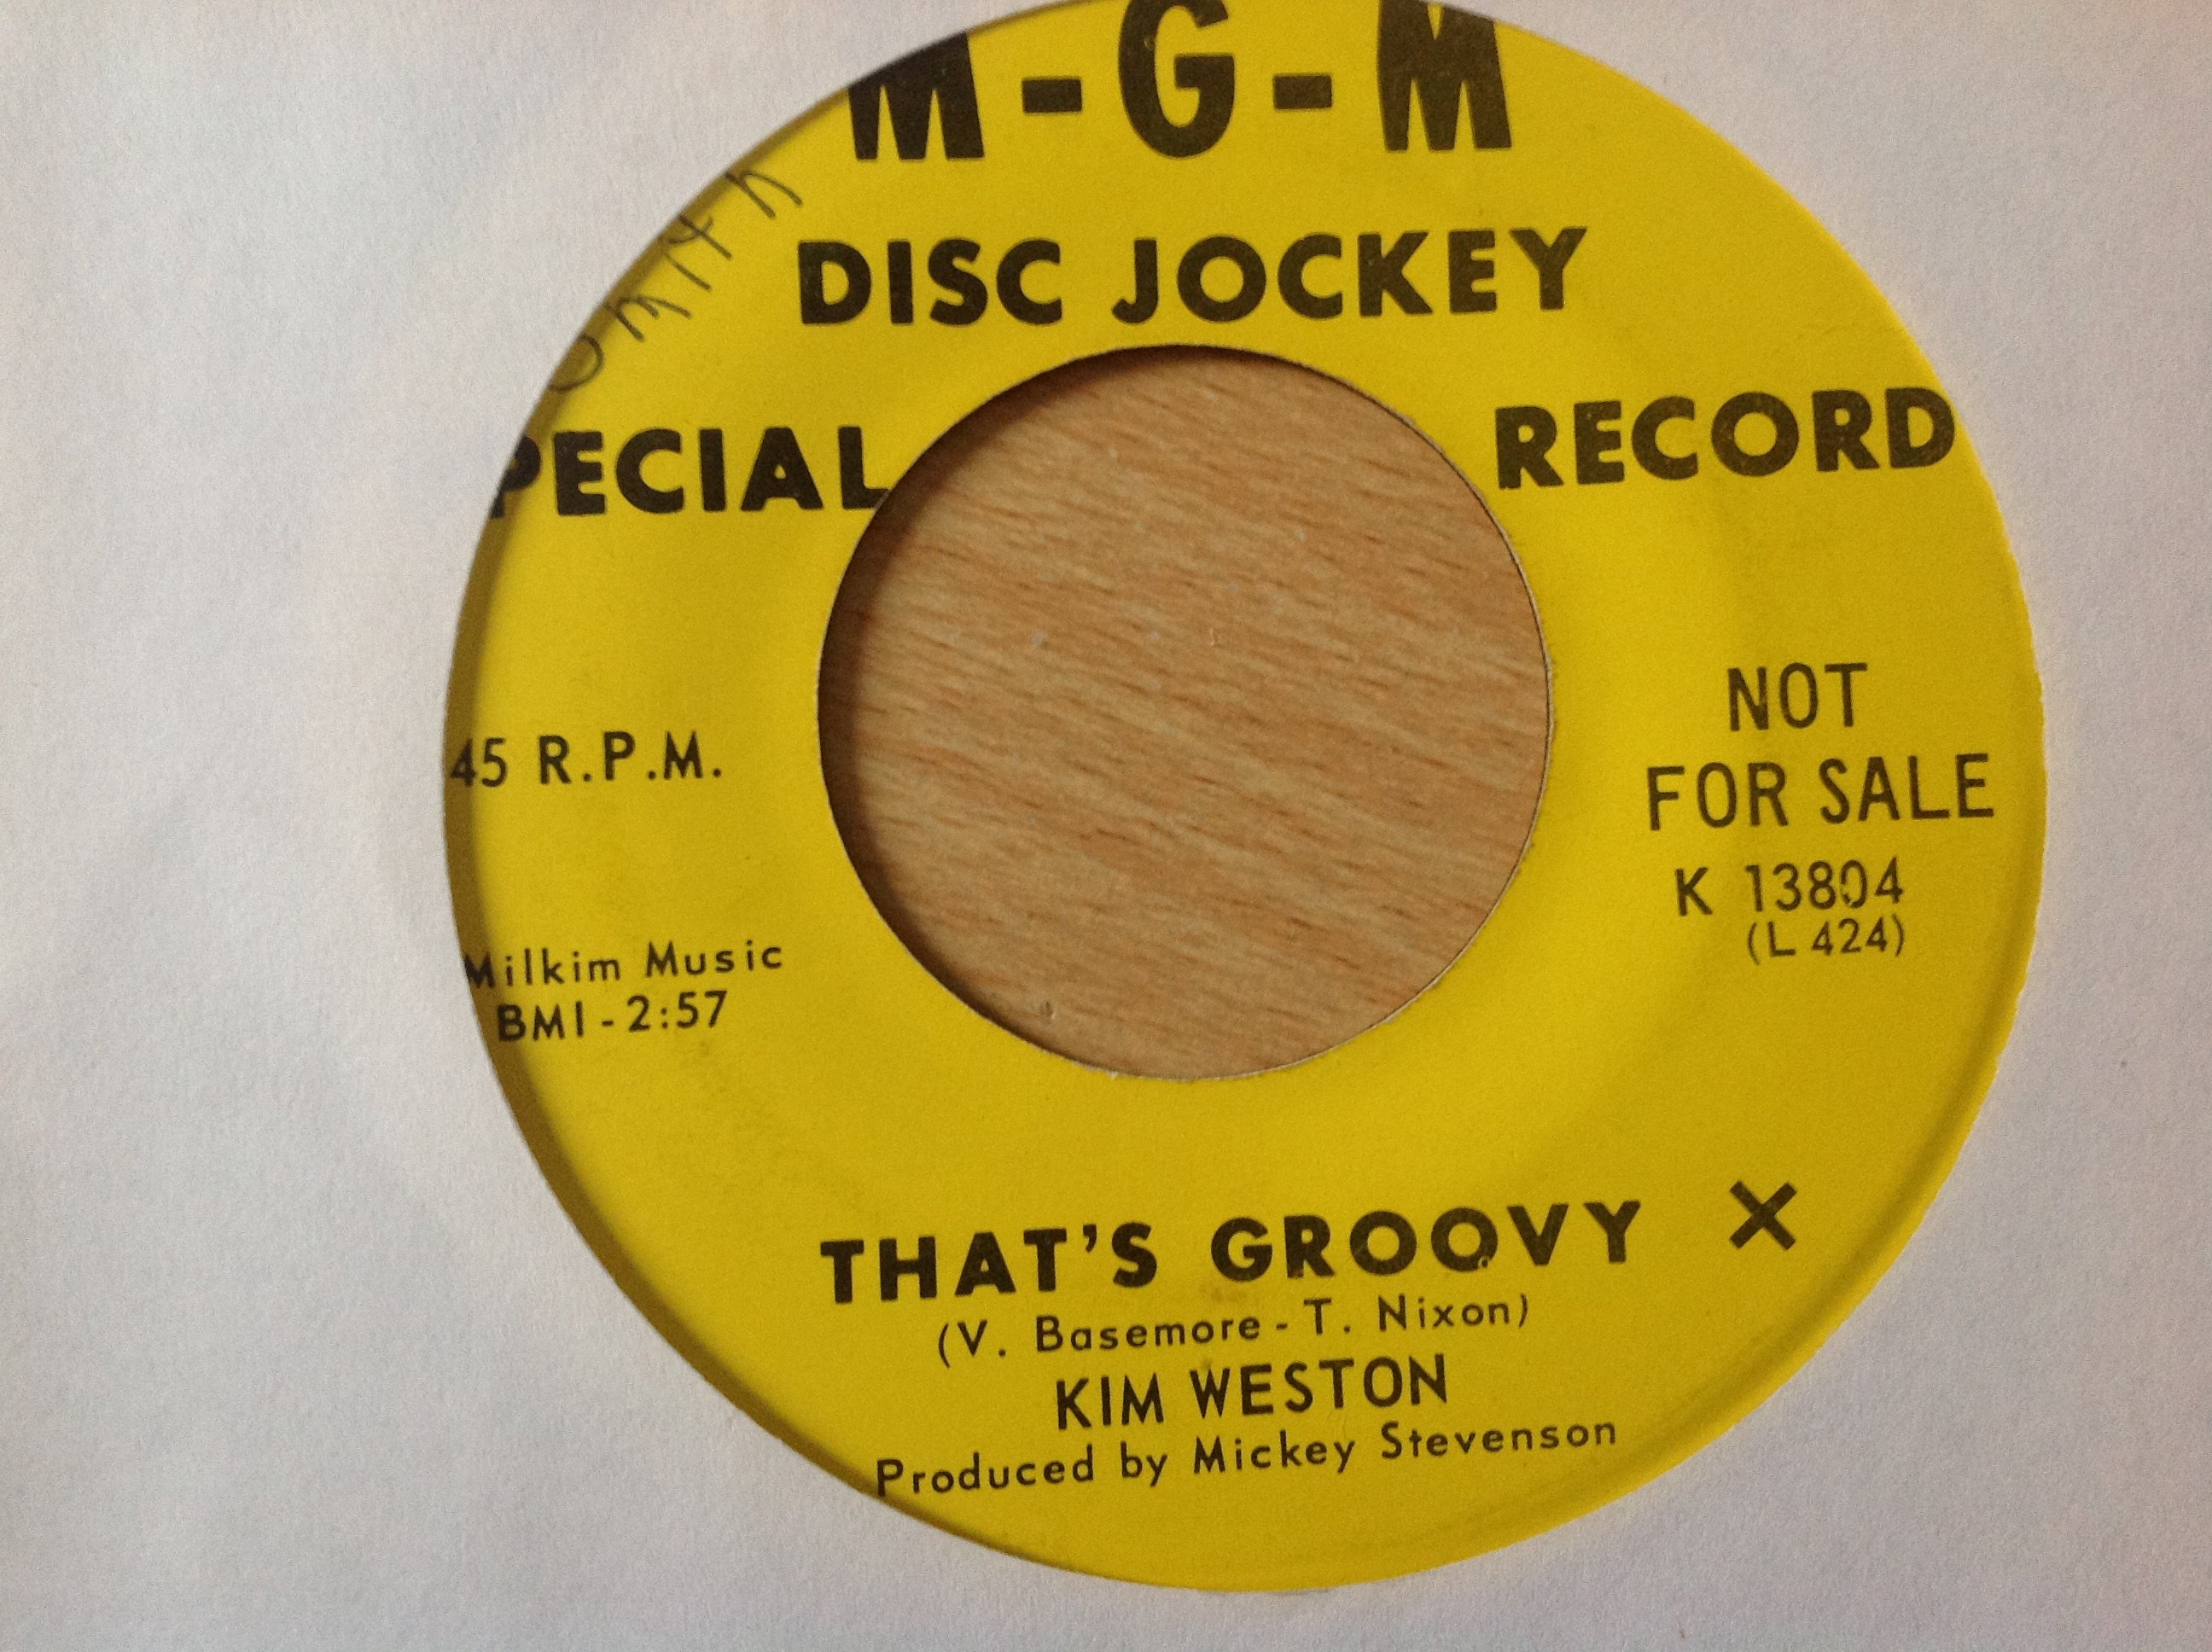 M-G-M
DISC JOCKEY
PECIAL RECORD
45 R.P.M.
NOT
FOR SALE
K 13804
(L 424)
Milkim Music
BMI - 2:57
THAT'S GROOVY X
(V. Basemore - T. Nixon)
KIM WESTON
Produced by Mickey Stevenson